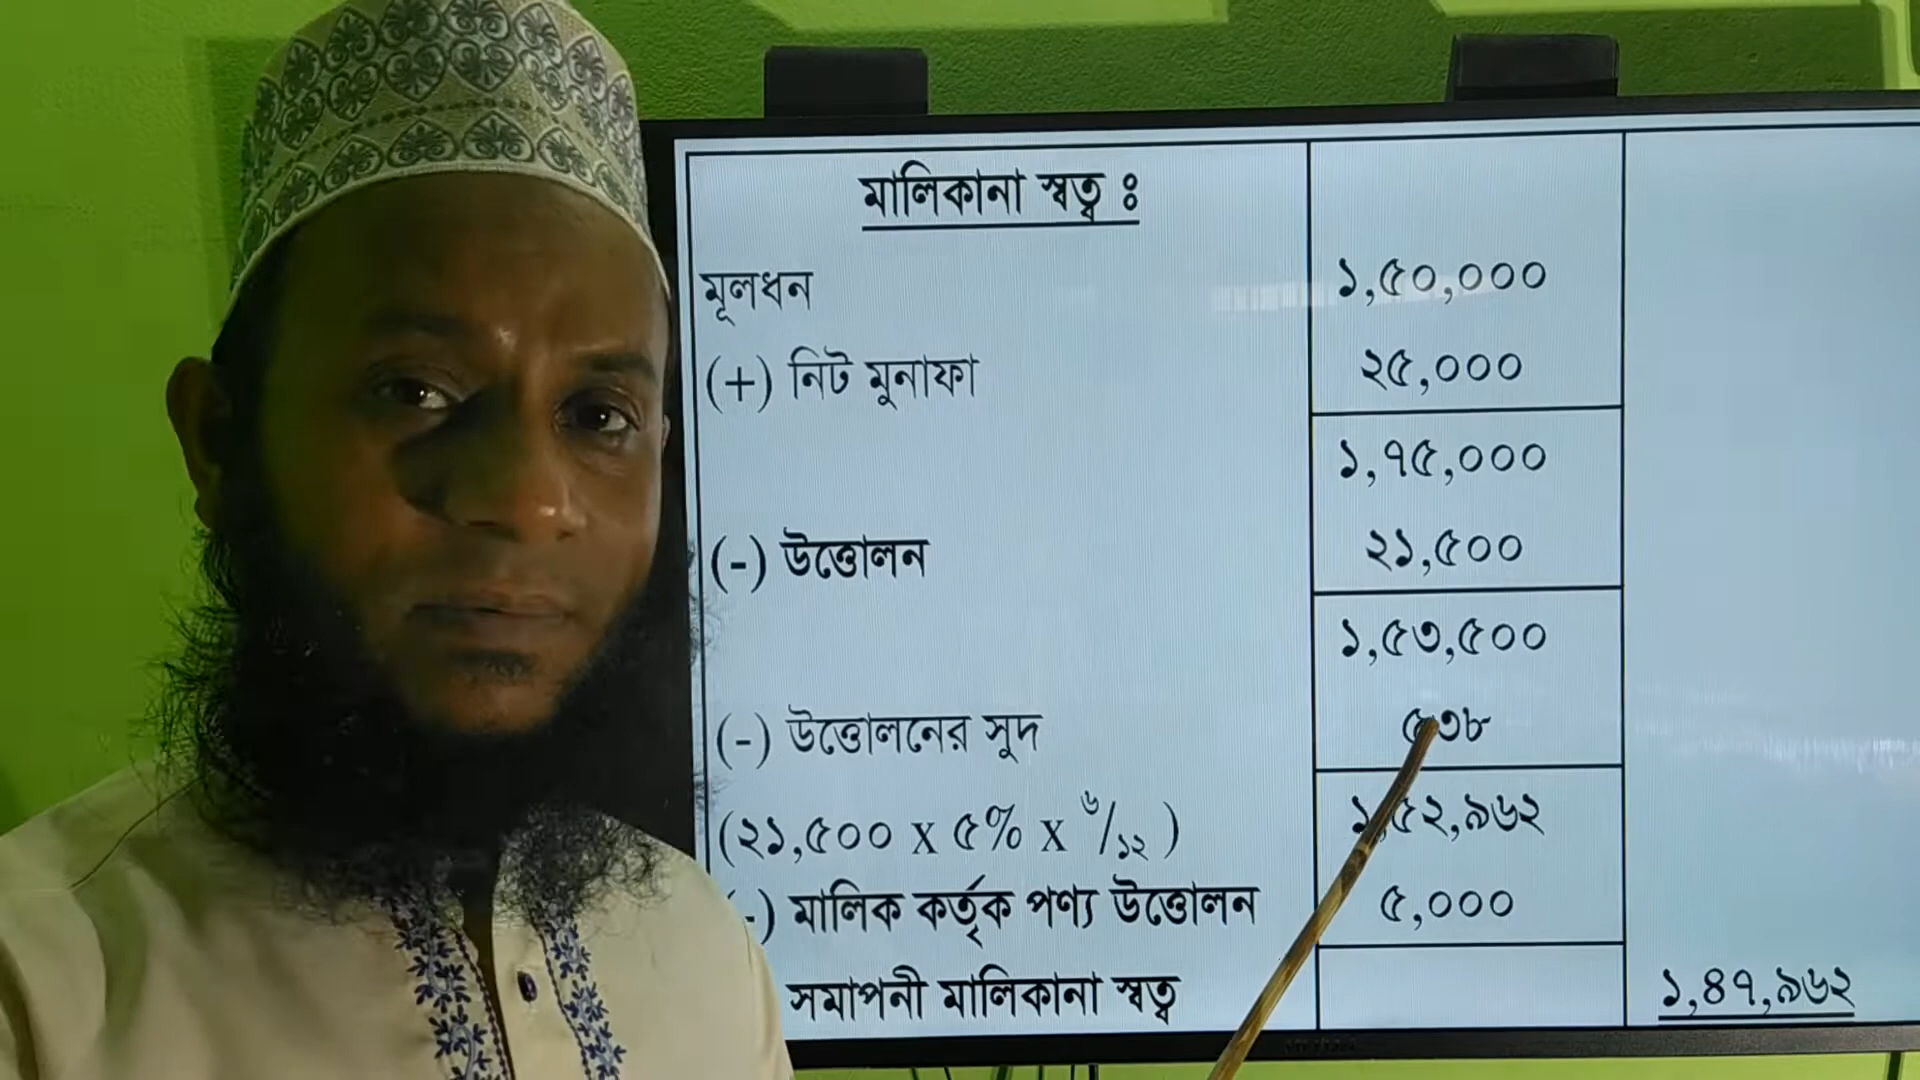 মালিকানা স্বত্ব ঃ
মূলধন ১,৫০,০০০
(+) নিট মুনাফা ২৫,০০০
১,৭৫,০০০
(-) উত্তোলন ২১,৫০০
১,৫৩,৫০০
(-) উত্তোলনের সুদ ৫৩৮
(২১,৫০০ x ৫% x ৬/১২ ) ১,৫২,৯৬২
-) মালিক কর্তৃক পণ্য উত্তোলন ৫,০০০
সমাপনী মালিকানা স্বত্ব ১,৪৭,৯৬২